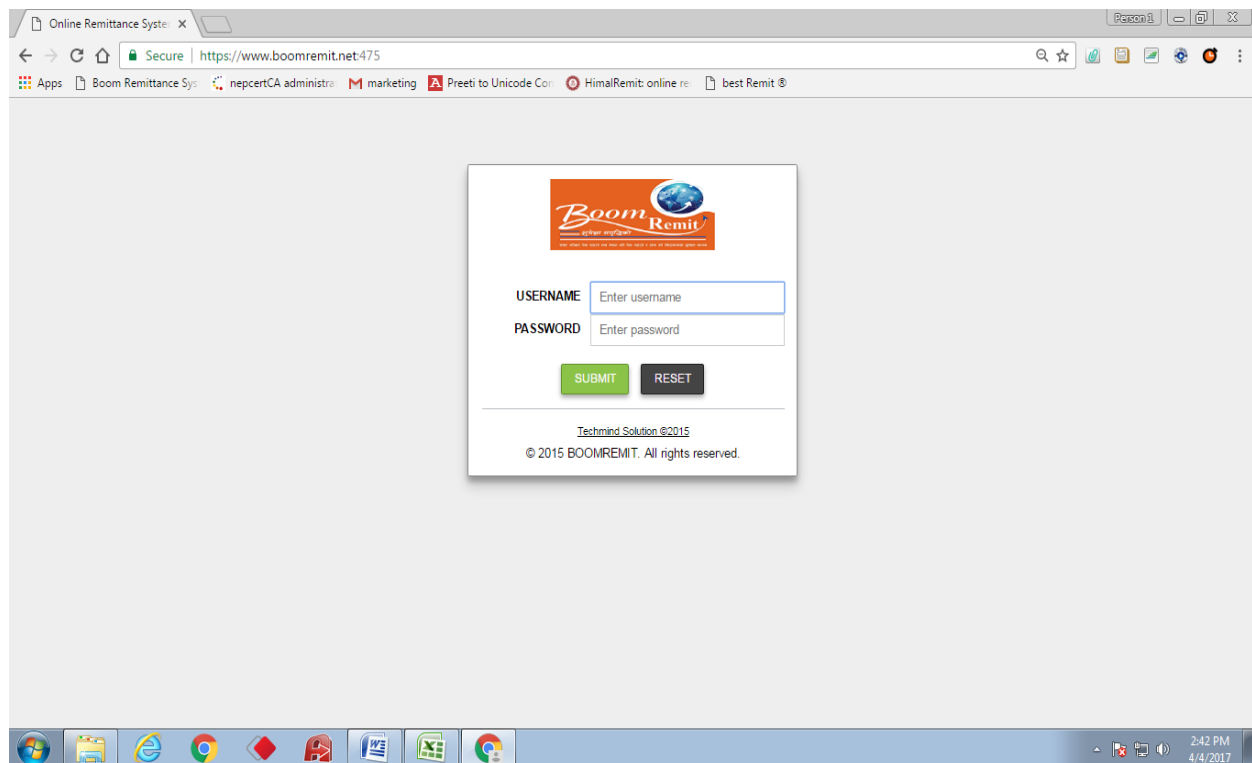 Online Remittance Syste
Person 1
Secure | https://www.boomremit.net:475
Apps Boom Remittance Sys nepcertCA administra marketing Preeti to Unicode Con HimalRemit: online re best Remit ®
Boom
Remit
USERNAME Enter username
PASSWORD Enter password
SUBMIT RESET
Techmind Solution ©2015
© 2015 BOOMREMIT. All rights reserved.
2:42 PM
4/4/2017